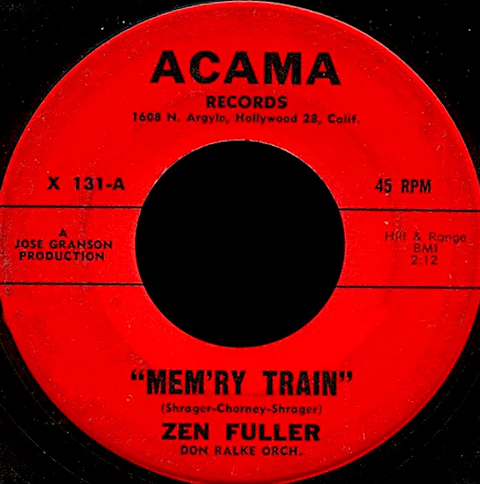 ACAMA
RECORDS
1608 N. Argyle, Hollywood 28, Calif.
X 131-A
45 RPM
A
JOSE GRANSON
PRODUCTION
Hill & Range
BMI
2:12
"MEM'RY TRAIN"
(Shrager-Charney-Shrager)
ZEN FULLER
DON RALKE ORCH.